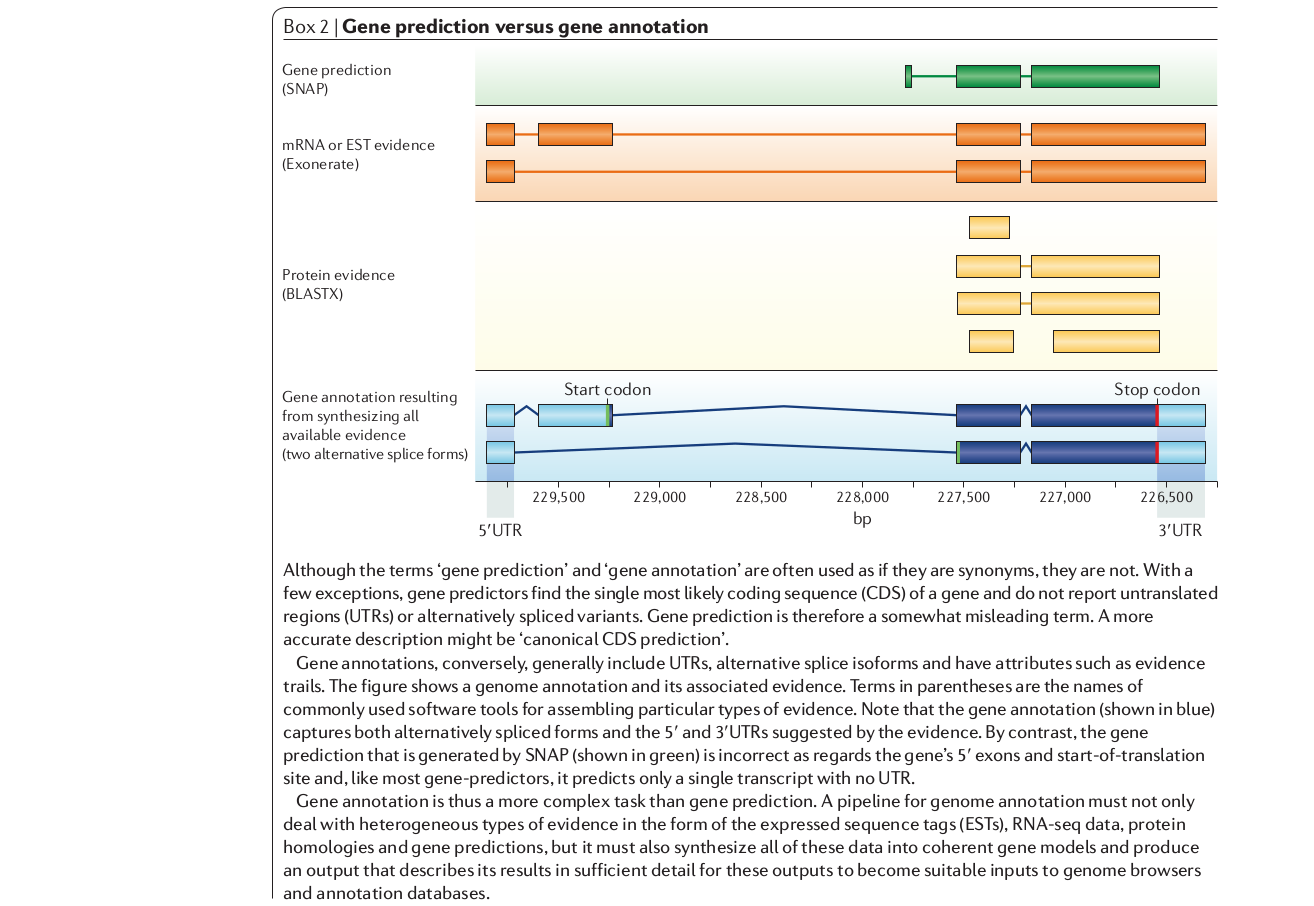 Box 2 | Gene prediction versus gene annotation
Gene prediction
(SNAP)
mRNA or EST evidence
(Exonerate)
Protein evidence
(BLASTX)
Gene annotation resulting
from synthesizing all
available evidence
(two alternative splice forms)
Start codon
Stop codon
229,500 229,000 228,500 228,000 227,500 227,000 226,500
bp
5′UTR
3′UTR
Although the terms ‘gene prediction’ and ‘gene annotation’ are often used as if they are synonyms, they are not. With a
few exceptions, gene predictors find the single most likely coding sequence (CDS) of a gene and do not report untranslated
regions (UTRs) or alternatively spliced variants. Gene prediction is therefore a somewhat misleading term. A more
accurate description might be ‘canonical CDS prediction’.
Gene annotations, conversely, generally include UTRs, alternative splice isoforms and have attributes such as evidence
trails. The figure shows a genome annotation and its associated evidence. Terms in parentheses are the names of
commonly used software tools for assembling particular types of evidence. Note that the gene annotation (shown in blue)
captures both alternatively spliced forms and the 5′ and 3′UTRs suggested by the evidence. By contrast, the gene
prediction that is generated by SNAP (shown in green) is incorrect as regards the gene’s 5′ exons and start-of-translation
site and, like most gene-predictors, it predicts only a single transcript with no UTR.
Gene annotation is thus a more complex task than gene prediction. A pipeline for genome annotation must not only
deal with heterogeneous types of evidence in the form of the expressed sequence tags (ESTs), RNA-seq data, protein
homologies and gene predictions, but it must also synthesize all of these data into coherent gene models and produce
an output that describes its results in sufficient detail for these outputs to become suitable inputs to genome browsers
and annotation databases.